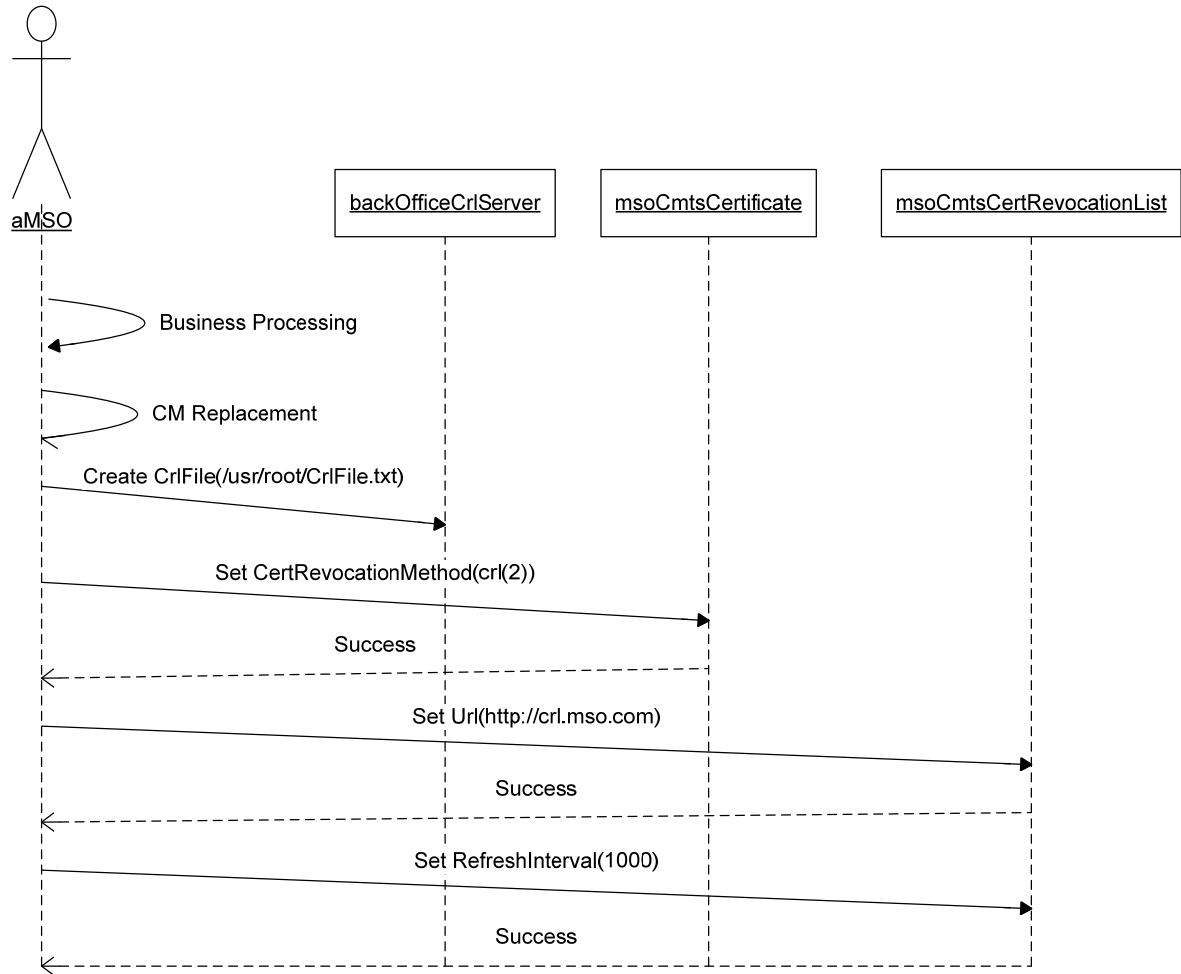 aMSO
backOfficeCrlServer
msoCmtsCertificate
msoCmtsCertRevocationList
Business Processing
CM Replacement
Create CrlFile(/usr/root/CrlFile.txt)
Set CertRevocationMethod(crl(2))
Success
Set Url(http://crl.mso.com)
Success
Set RefreshInterval(1000)
Success